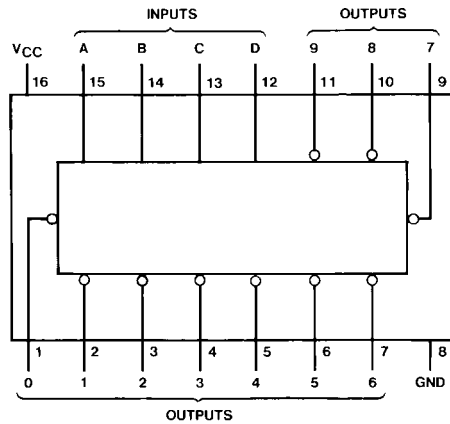 INPUTS OUTPUTS
VCC A B C D 9 8 7
16 15 14 13 12 11 10 9
1 2 3 4 5 6 7 8
0 1 2 3 4 5 6 GND
OUTPUTS